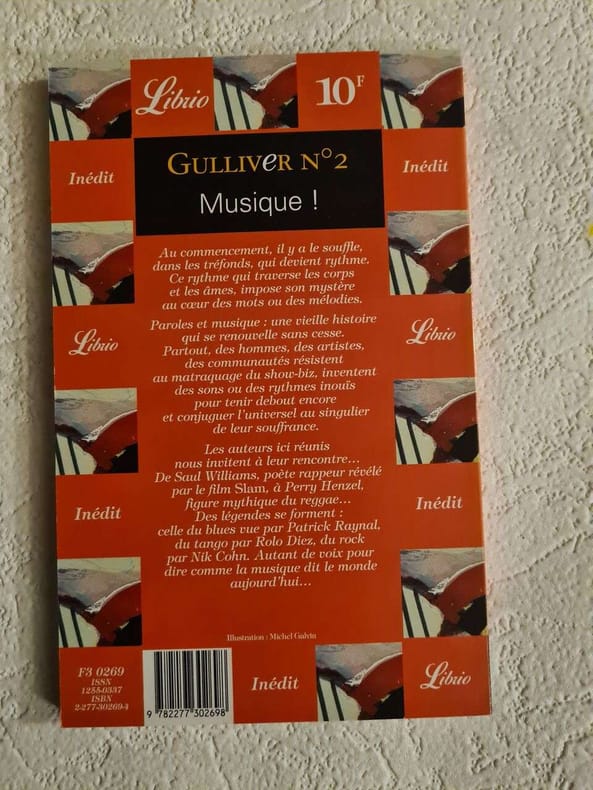 Librio
10F
GULLIVeR N°2
Musique !
Inédit
Inédit
Au commencement, il y a le souffle,
dans les tréfonds, qui devient rythme.
Ce rythme qui traverse les corps
et les âmes, impose son mystère
au cœur des mots ou des mélodies.
Paroles et musique : une vieille histoire
qui se renouvelle sans cesse.
Partout, des hommes, des artistes,
des communautés résistent
au matraquage du show-biz, inventent
des sons ou des rythmes inouïs
pour tenir debout encore
et conjuguer l'universel au singulier
de leur souffrance.
Librio
Librio
Les auteurs ici réunis
nous invitent à leur rencontre...
De Saul Williams, poète rappeur révélé
par le film Slam, à Perry Henzel,
figure mythique du reggae...
Des légendes se forment :
celle du blues vue par Patrick Raynal,
du tango par Rolo Diez, du rock
par Nik Cohn. Autant de voix pour
dire comme la musique dit le monde
aujourd'hui...
Inédit
Inédit
Illustration : Michel Galvin
F3 0269
ISSN
1255-0337
ISBN
2-277-30269-4
9 782277 302698
Inédit
Librio